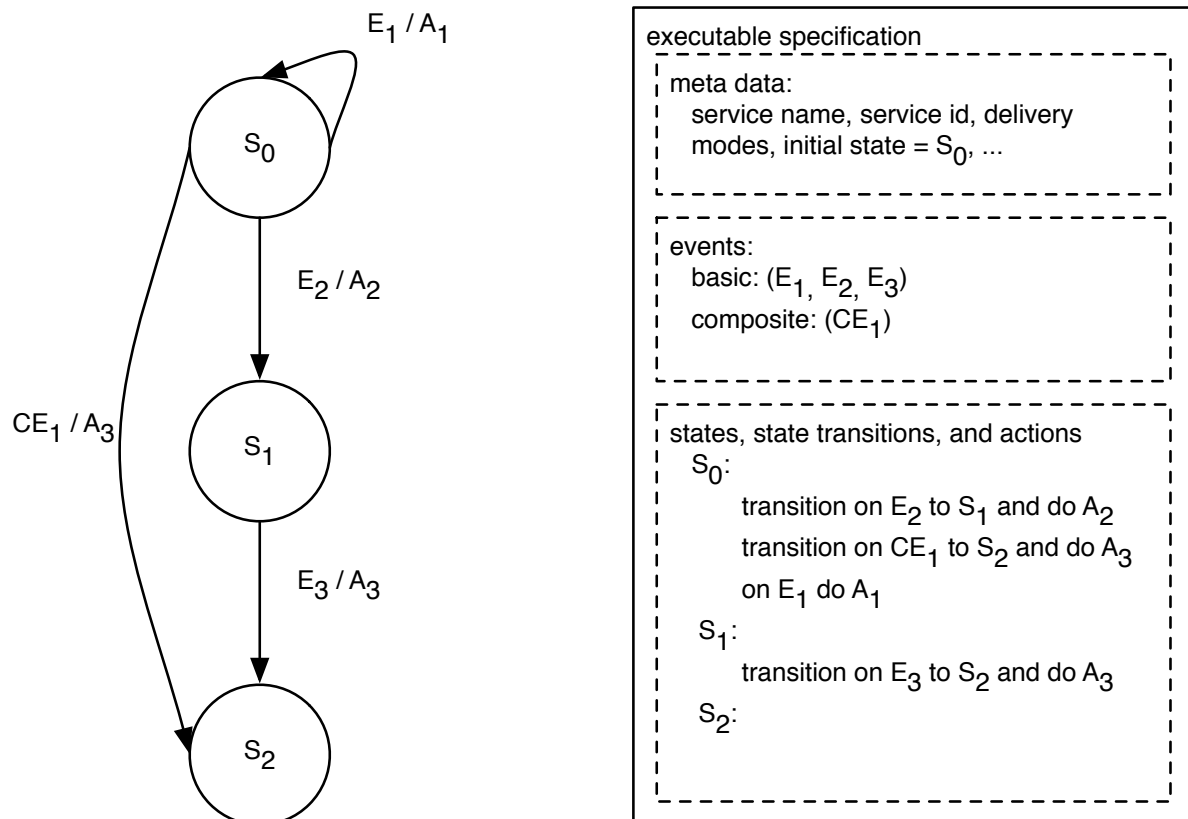 E₁ / A₁
S₀
E₂ / A₂
CE₁ / A₃
S₁
E₃ / A₃
S₂
executable specification
meta data:
service name, service id, delivery
modes, initial state = S₀, ...
events:
basic: (E₁, E₂, E₃)
composite: (CE₁)
states, state transitions, and actions
S₀:
transition on E₂ to S₁ and do A₂
transition on CE₁ to S₂ and do A₃
on E₁ do A₁
S₁:
transition on E₃ to S₂ and do A₃
S₂: